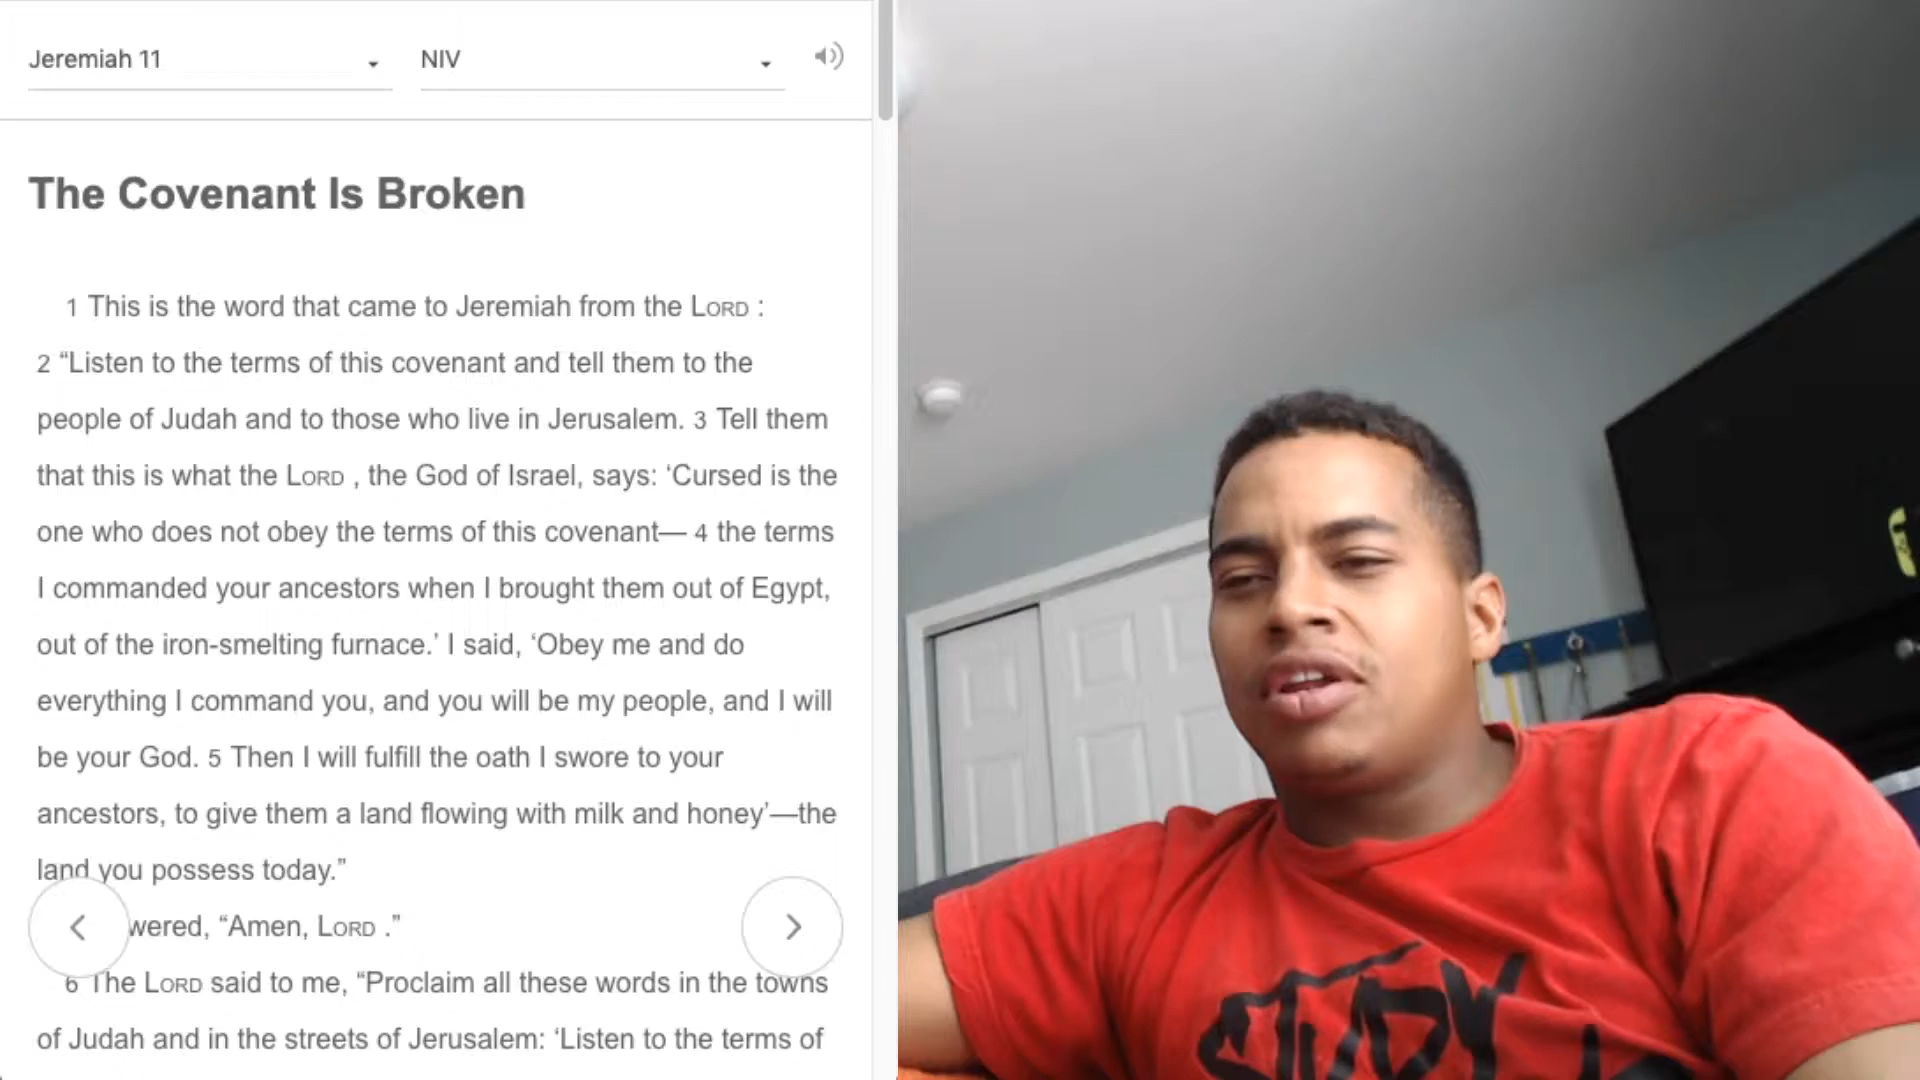 Jeremiah 11
NIV
The Covenant Is Broken
1 This is the word that came to Jeremiah from the LORD :
2 “Listen to the terms of this covenant and tell them to the
people of Judah and to those who live in Jerusalem. 3 Tell them
that this is what the LORD , the God of Israel, says: ‘Cursed is the
one who does not obey the terms of this covenant— 4 the terms
I commanded your ancestors when I brought them out of Egypt,
out of the iron-smelting furnace.’ I said, ‘Obey me and do
everything I command you, and you will be my people, and I will
be your God. 5 Then I will fulfill the oath I swore to your
ancestors, to give them a land flowing with milk and honey’—the
land you possess today.”
wered, “Amen, LORD .”
6 The LORD said to me, “Proclaim all these words in the towns
of Judah and in the streets of Jerusalem: ‘Listen to the terms of